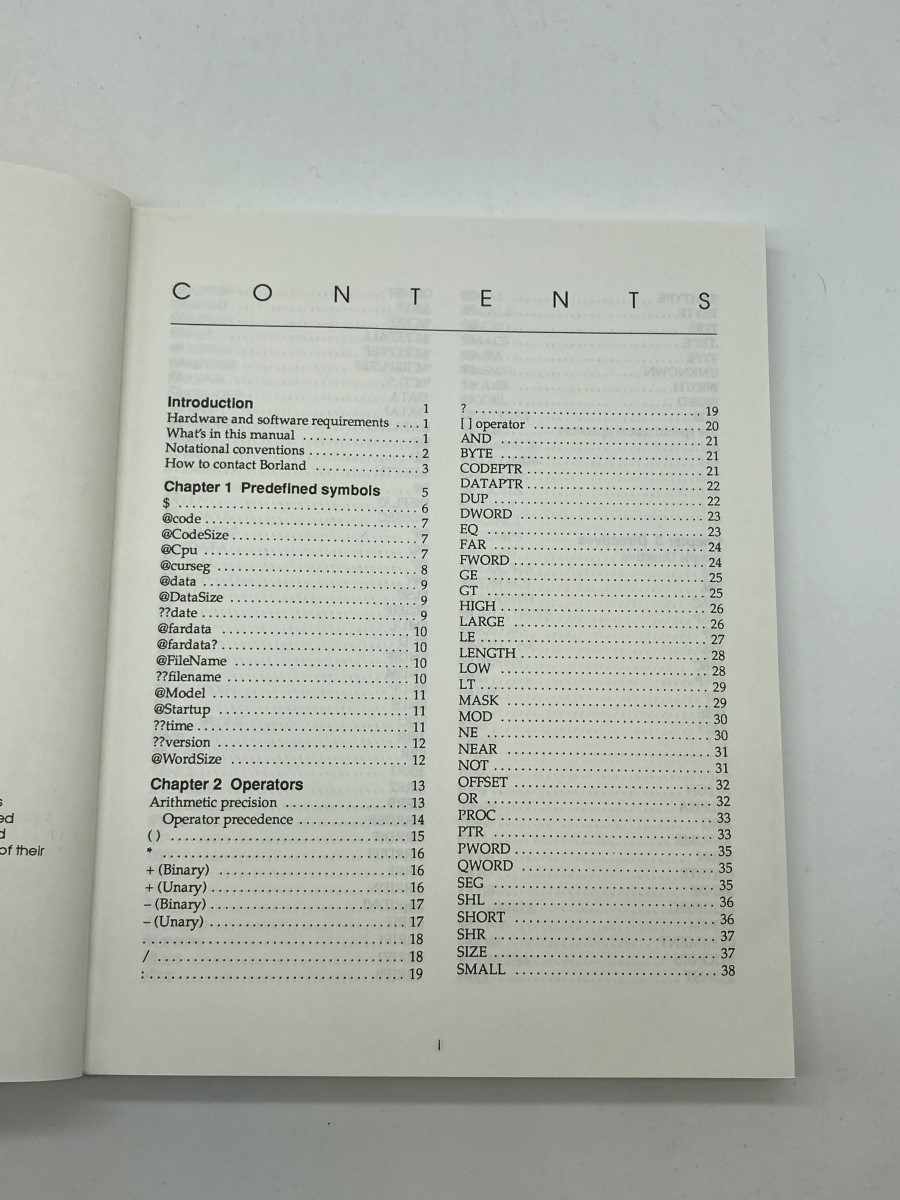 s
ed
d
of their
C O N T E N T S
Introduction 1
Hardware and software requirements .... 1
What's in this manual ................ 1
Notational conventions ............... 2
How to contact Borland ............... 3
Chapter 1 Predefined symbols 5
$ ................................... 6
@code ............................... 7
@CodeSize ........................... 7
@Cpu ................................ 7
@curseg ............................. 8
@data ............................... 9
@DataSize ........................... 9
??date .............................. 9
@fardata ........................... 10
@fardata? .......................... 10
@FileName .......................... 10
??filename ......................... 10
@Model ............................. 11
@Startup ........................... 11
??time ............................. 11
??version .......................... 12
@WordSize .......................... 12
Chapter 2 Operators 13
Arithmetic precision .................. 13
Operator precedence ............... 14
( ) ................................. 15
* ................................... 16
+ (Binary) .......................... 16
+ (Unary) ........................... 16
– (Binary) .......................... 17
– (Unary) ........................... 17
. ................................... 18
/ ................................... 18
: ................................... 19
? ................................... 19
[ ] operator ........................ 20
AND ................................. 21
BYTE ................................ 21
CODEPTR ............................. 21
DATAPTR ............................. 22
DUP ................................. 22
DWORD ............................... 23
EQ .................................. 23
FAR ................................. 24
FWORD ............................... 24
GE .................................. 25
GT .................................. 25
HIGH ................................ 26
LARGE ............................... 26
LE .................................. 27
LENGTH .............................. 28
LOW ................................. 28
LT .................................. 29
MASK ................................ 29
MOD ................................. 30
NE .................................. 30
NEAR ................................ 31
NOT ................................. 31
OFFSET .............................. 32
OR .................................. 32
PROC ................................ 33
PTR ................................. 33
PWORD ............................... 35
QWORD ............................... 35
SEG ................................. 35
SHL ................................. 36
SHORT ............................... 36
SHR ................................. 37
SIZE ................................ 37
SMALL ............................... 38
i